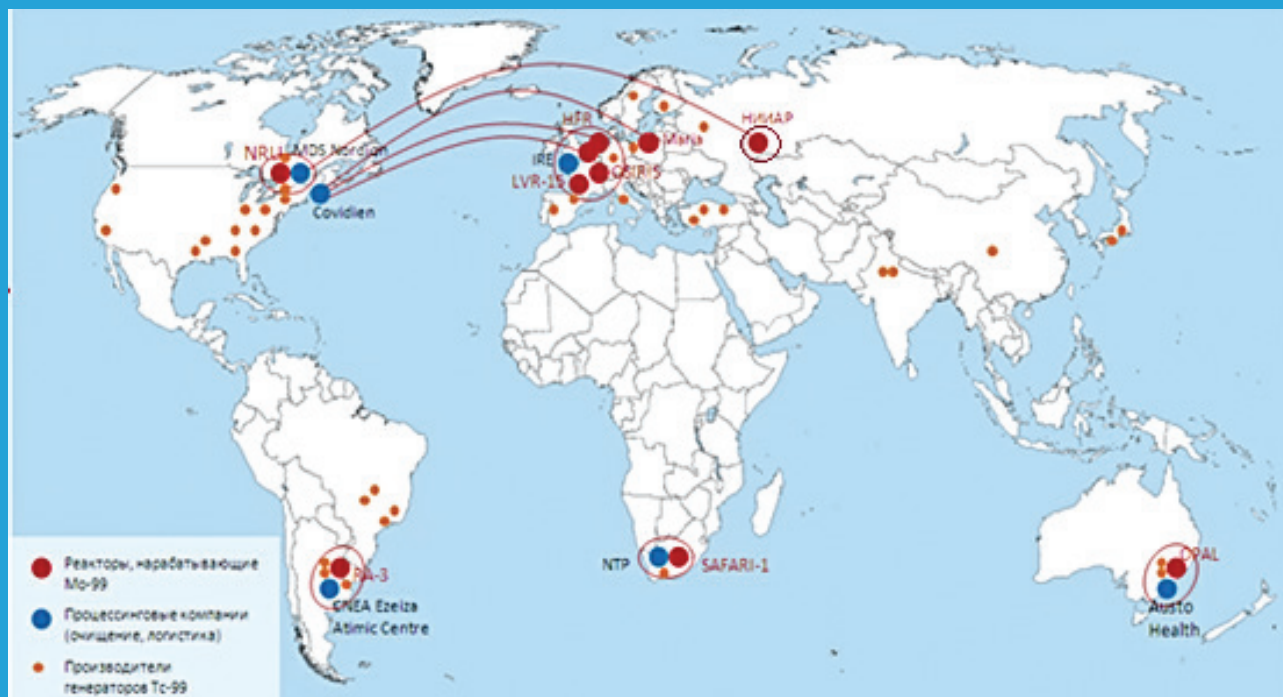 НИИАР
HFR
Maria
NRU
MDS Nordion
IRE
OSIRIS
LVR-15
Covidien
NTP
SAFARI-1
OPAL
RA-3
CNEA Ezeiza
Atimic Centre
Austo
Health
Реакторы, нарабатывающие
Мо-99
Процессинговые компании
(очищение, логистика)
Производители
генераторов Тс-99